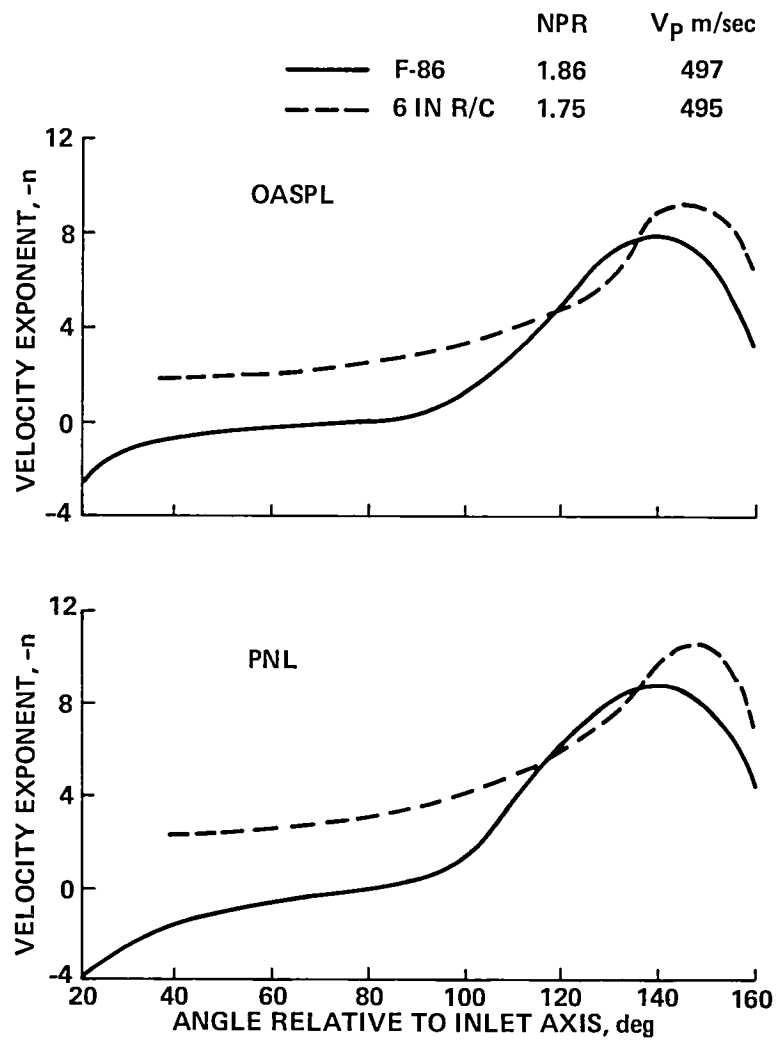 NPR V_P m/sec
F-86 1.86 497
6 IN R/C 1.75 495
12
8
4
0
-4
VELOCITY EXPONENT, -n
OASPL
12
8
4
0
-4
VELOCITY EXPONENT, -n
PNL
20 40 60 80 100 120 140 160
ANGLE RELATIVE TO INLET AXIS, deg